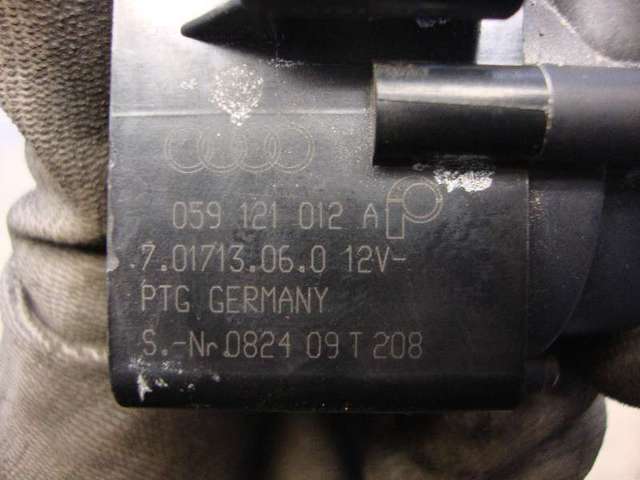 059 121 012 A
7.01713.06.0 12V-
PTG GERMANY
S.-Nr.0824 09 T 208